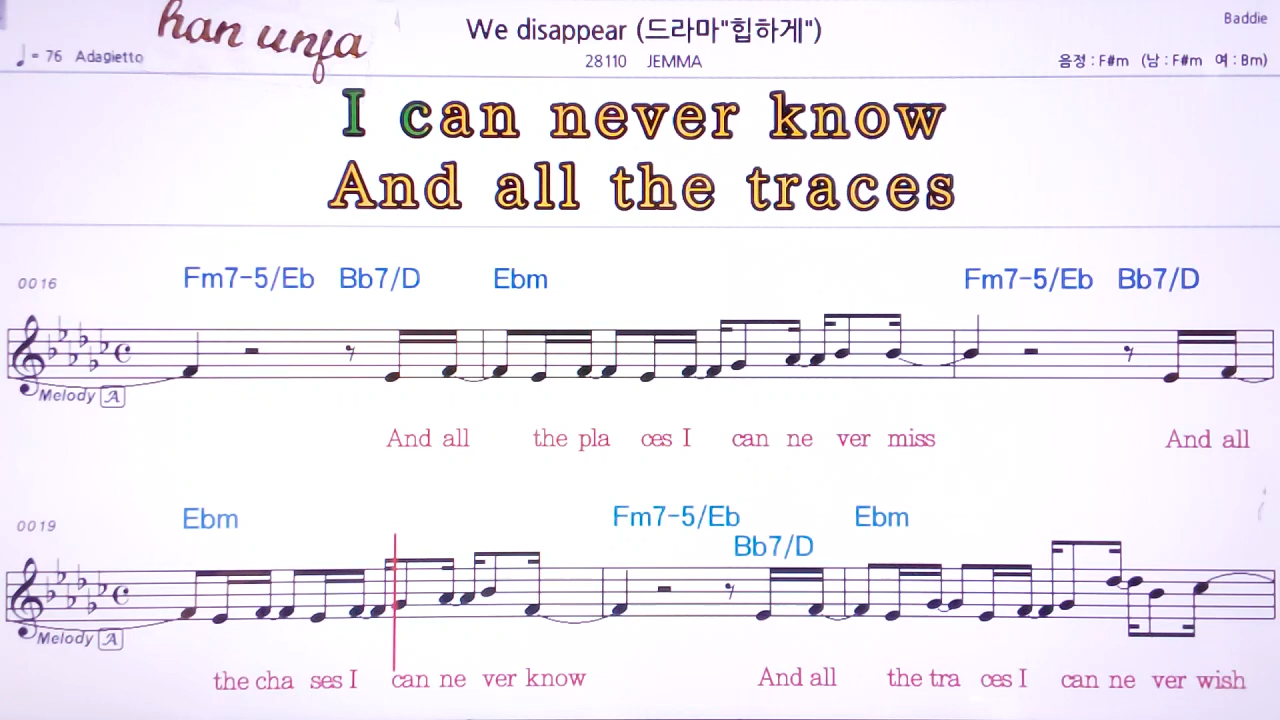 han unja
We disappear (드라마"힙하게")
Baddie
♩= 76 Adagietto
28110 JEMMA
음정 : F#m (남 : F#m 여 : Bm)
I can never know
And all the traces
0016
Fm7-5/Eb Bb7/D Ebm Fm7-5/Eb Bb7/D
Melody A
And all the pla ces I can ne ver miss And all
0019
Ebm Fm7-5/Eb Bb7/D Ebm
Melody A
the cha ses I can ne ver know And all the tra ces I can ne ver wish